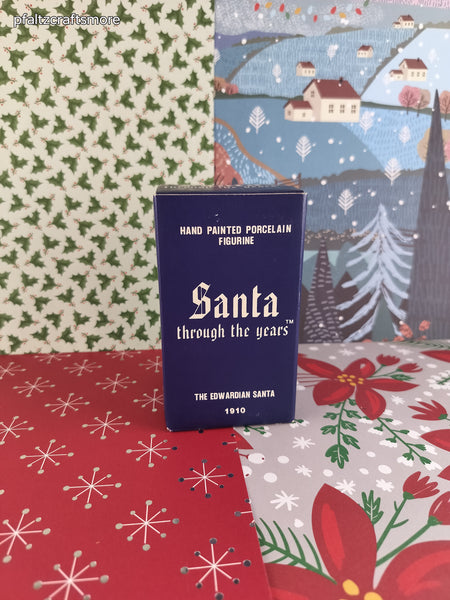 pfaltzcraftsmore
HAND PAINTED PORCELAIN
FIGURINE
Santa
through the years™
THE EDWARDIAN SANTA
1910